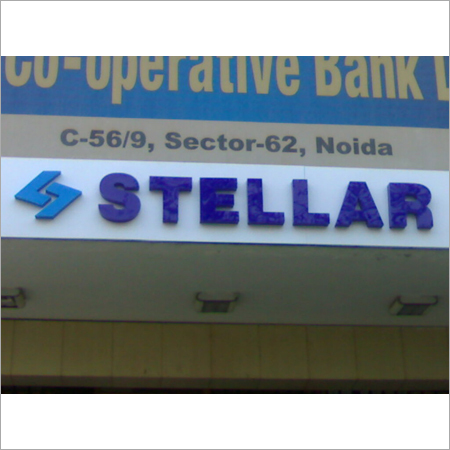 Co-operative Bank
C-56/9, Sector-62, Noida
STELLAR